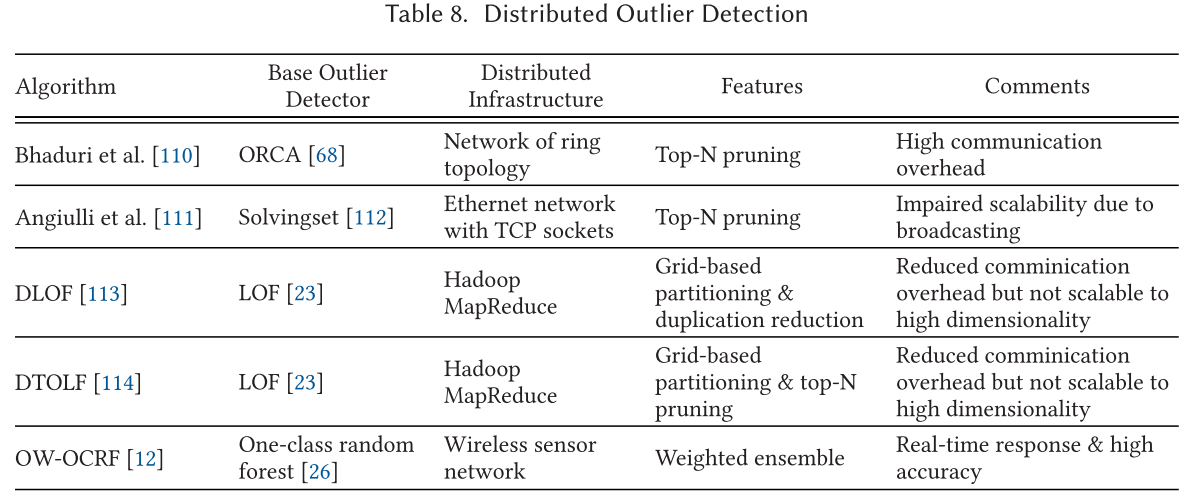 Table 8. Distributed Outlier Detection
Algorithm
Base Outlier
Detector
Distributed
Infrastructure
Features
Comments
Bhaduri et al. [110]
ORCA [68]
Network of ring
topology
Top-N pruning
High communication
overhead
Angiulli et al. [111]
Solvingset [112]
Ethernet network
with TCP sockets
Top-N pruning
Impaired scalability due to
broadcasting
DLOF [113]
LOF [23]
Hadoop
MapReduce
Grid-based
partitioning &
duplication reduction
Reduced comminication
overhead but not scalable to
high dimensionality
DTOLF [114]
LOF [23]
Hadoop
MapReduce
Grid-based
partitioning & top-N
pruning
Reduced comminication
overhead but not scalable to
high dimensionality
OW-OCRF [12]
One-class random
forest [26]
Wireless sensor
network
Weighted ensemble
Real-time response & high
accuracy